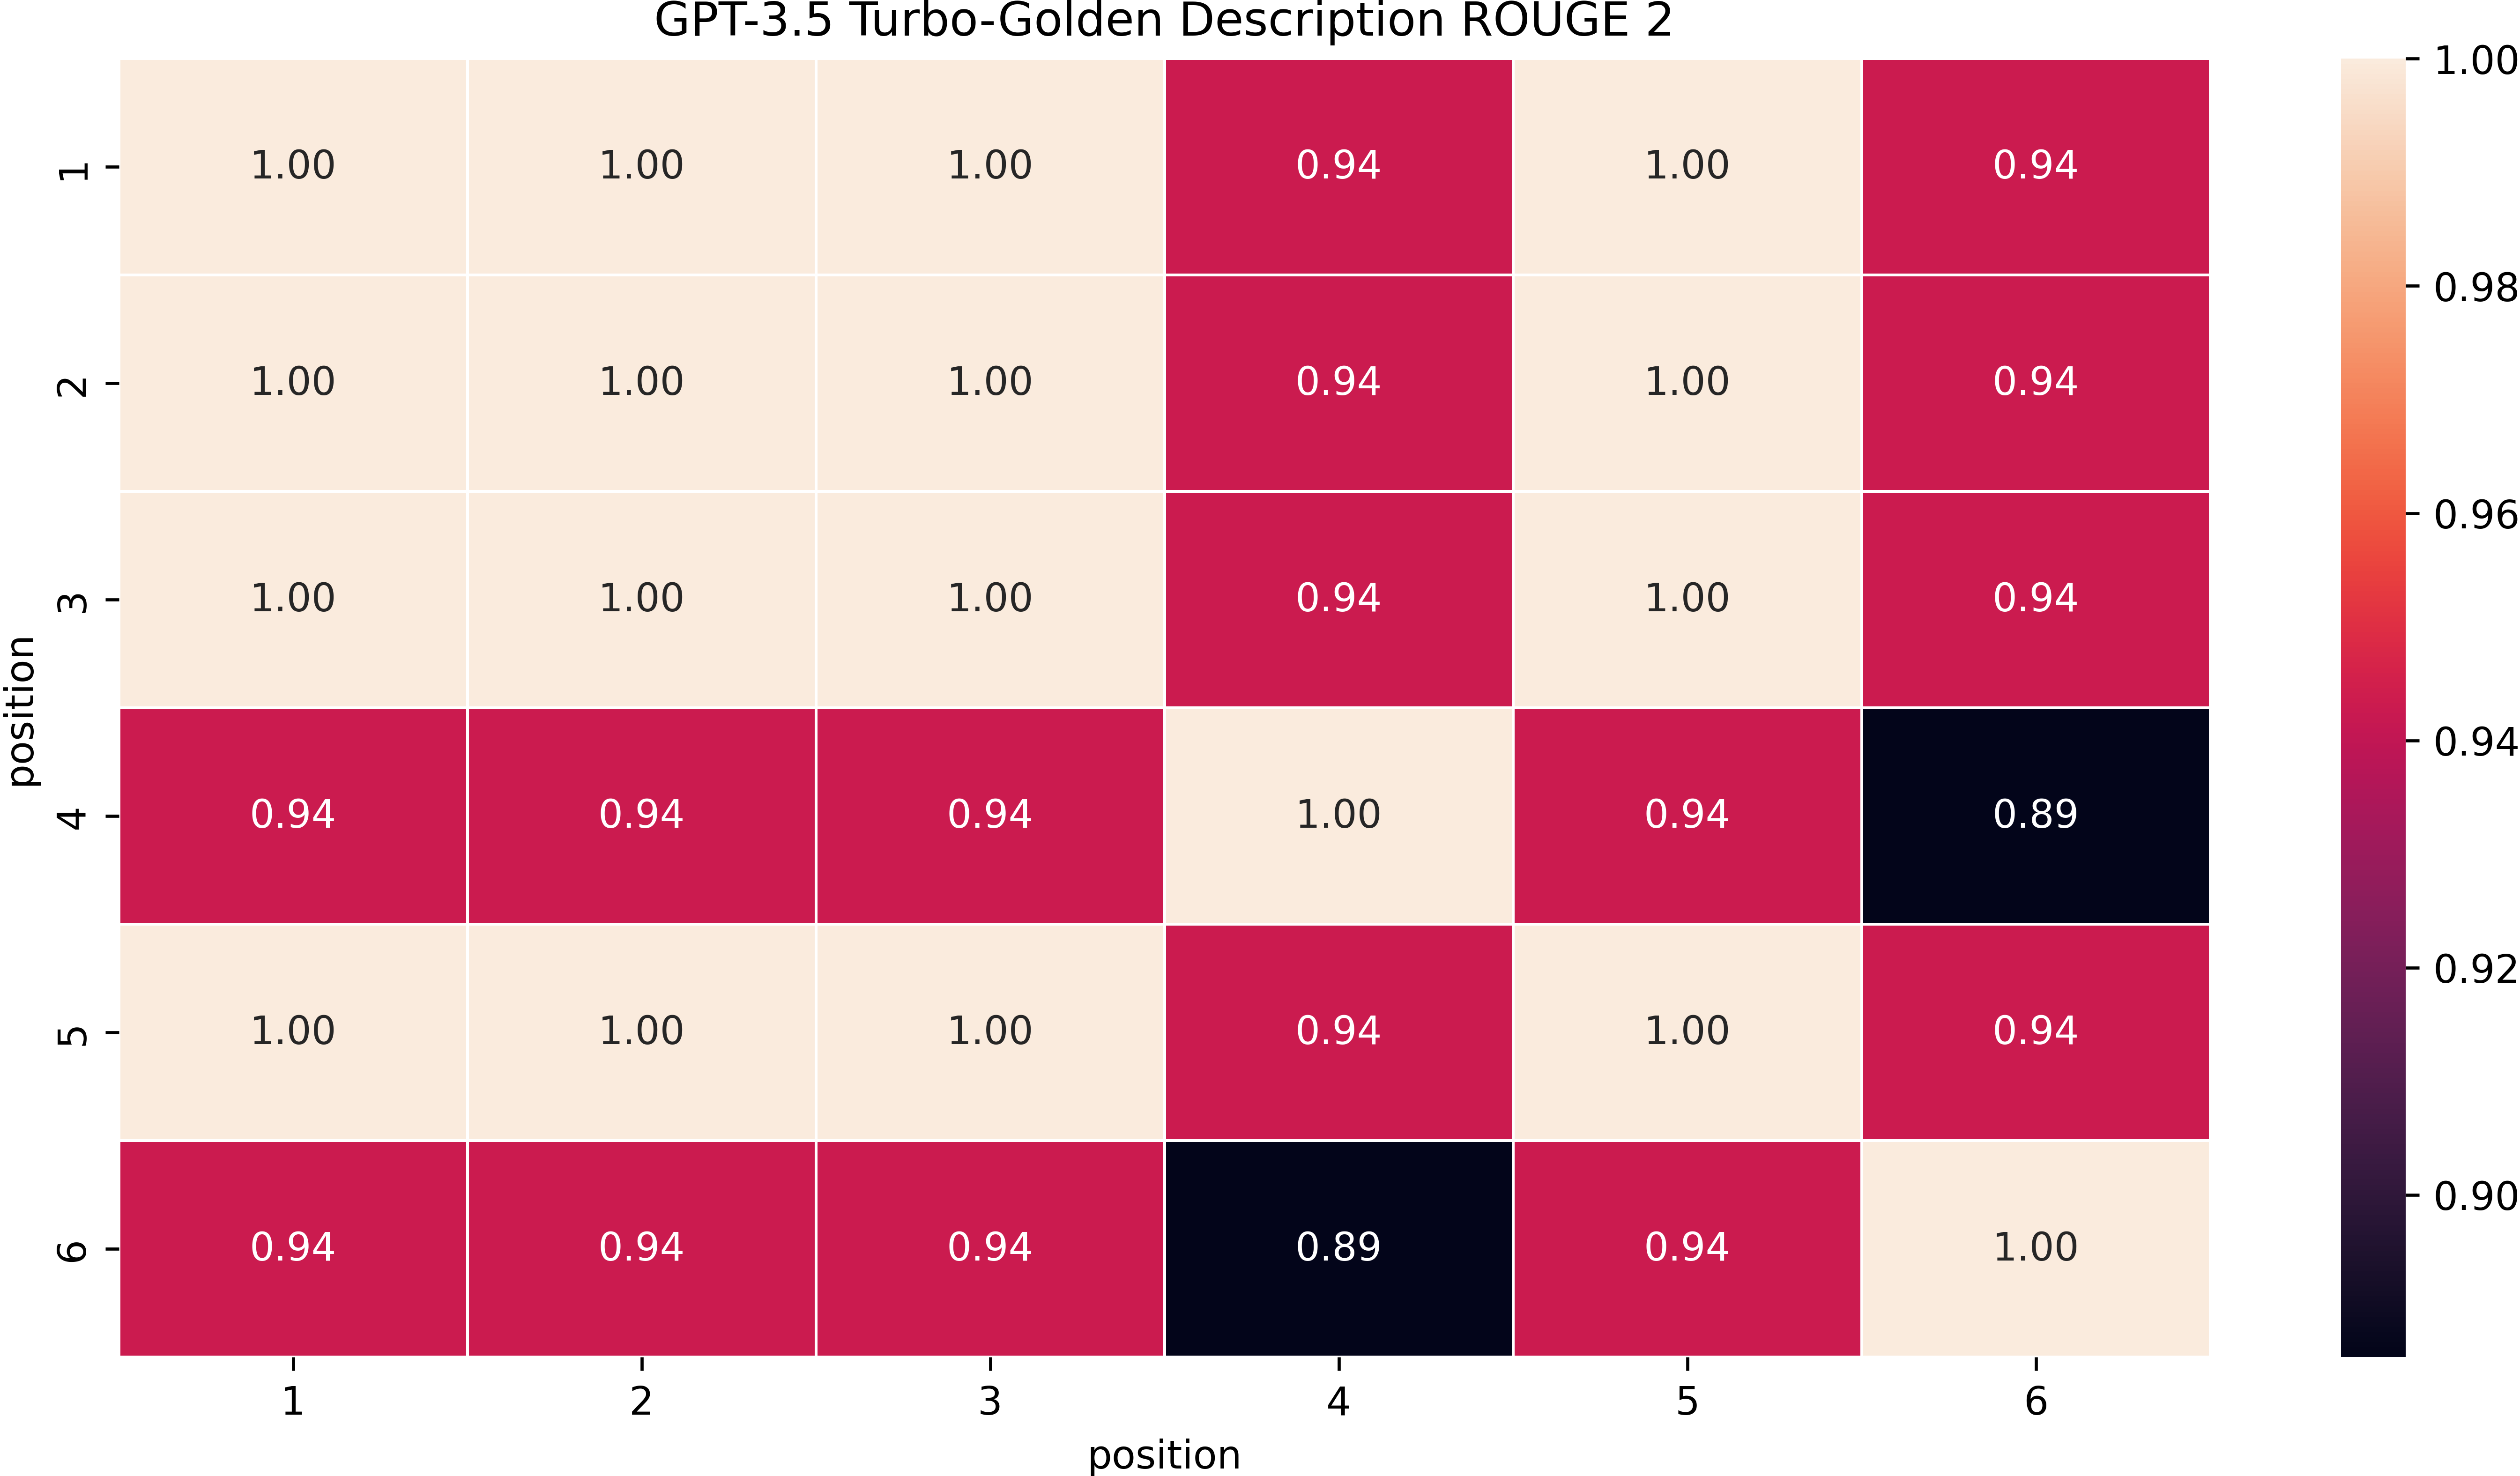 GPT-3.5 Turbo-Golden Description ROUGE 2
1 1.00 1.00 1.00 0.94 1.00 0.94
2 1.00 1.00 1.00 0.94 1.00 0.94
3 1.00 1.00 1.00 0.94 1.00 0.94
4 0.94 0.94 0.94 1.00 0.94 0.89
5 1.00 1.00 1.00 0.94 1.00 0.94
6 0.94 0.94 0.94 0.89 0.94 1.00
position
1 2 3 4 5 6
position
1.00
0.98
0.96
0.94
0.92
0.90